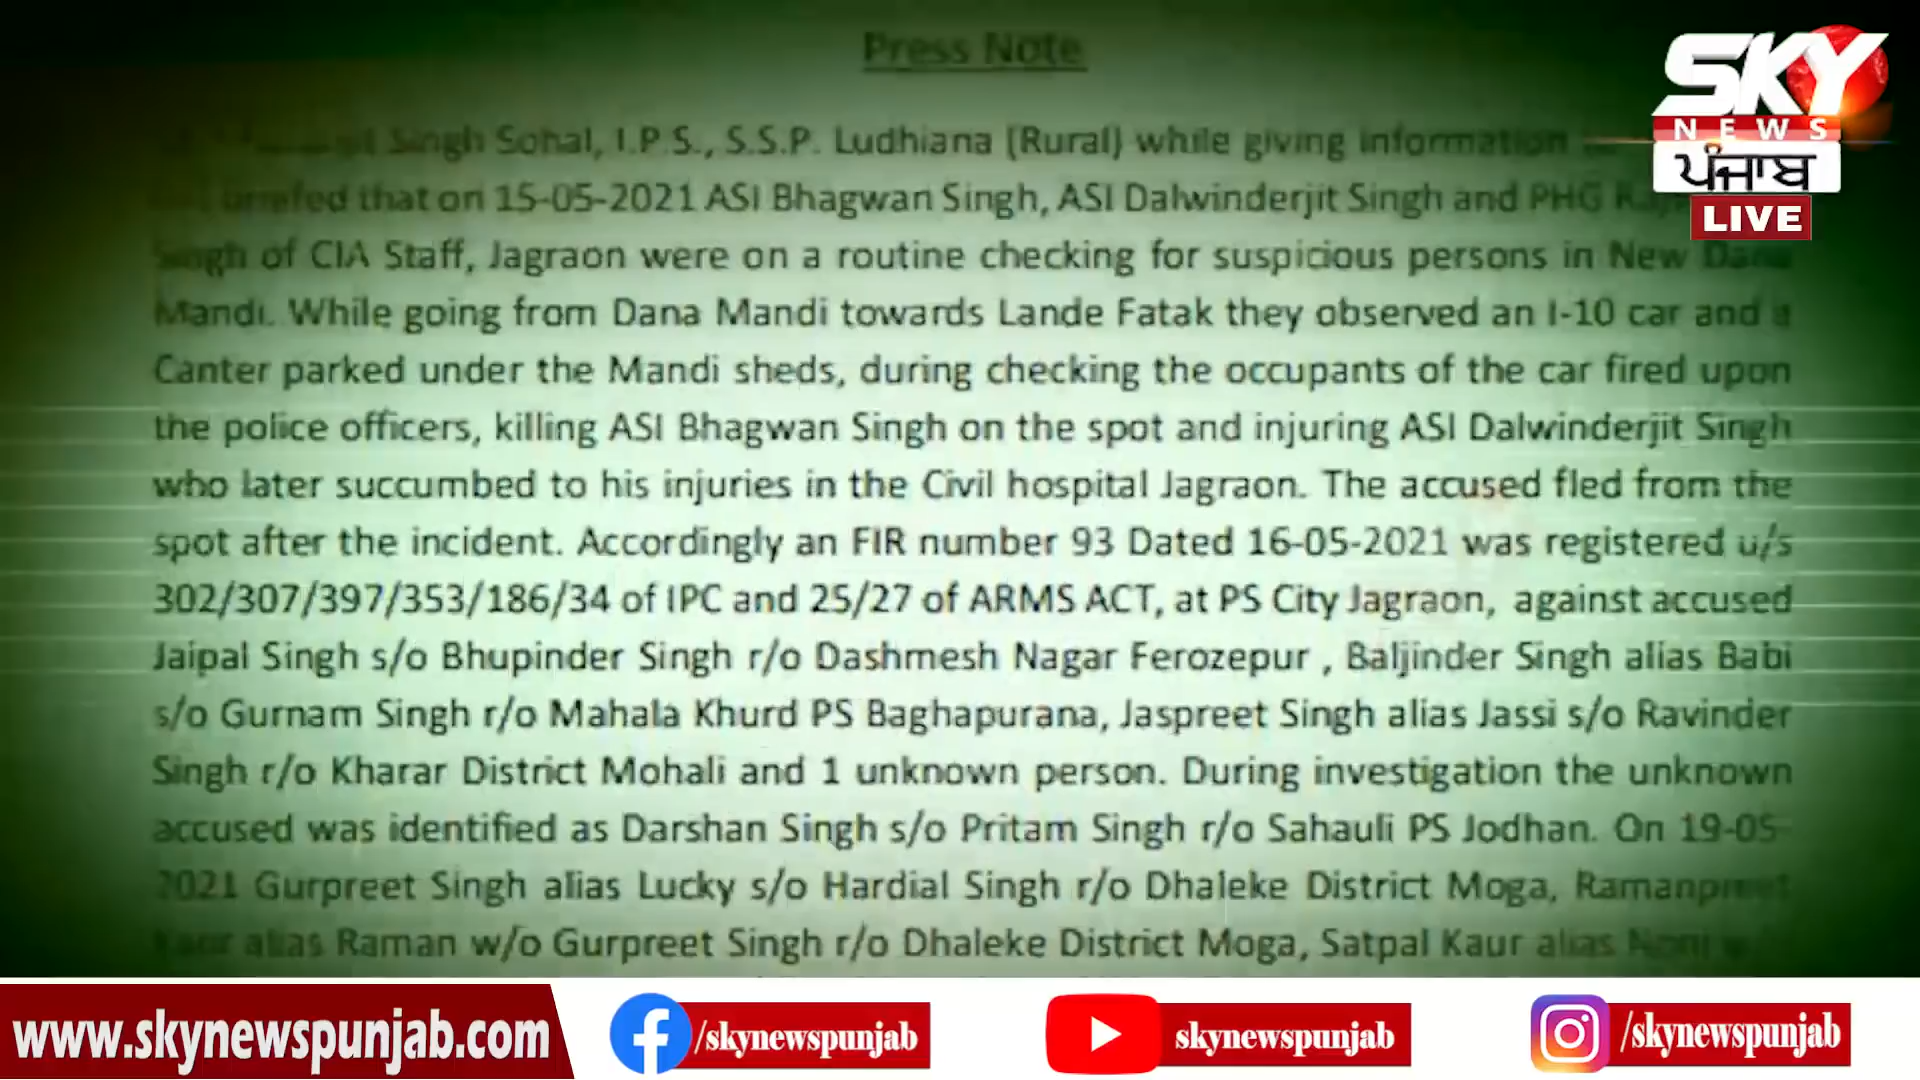 Press Note
Singh Sohal, I.P.S., S.S.P. Ludhiana (Rural) while giving information
briefed that on 15-05-2021 ASI Bhagwan Singh, ASI Dalwinderjit Singh and PHG
Singh of CIA Staff, Jagraon were on a routine checking for suspicious persons in New Dana
Mandi. While going from Dana Mandi towards Lande Fatak they observed an I-10 car and a
Canter parked under the Mandi sheds, during checking the occupants of the car fired upon
the police officers, killing ASI Bhagwan Singh on the spot and injuring ASI Dalwinderjit Singh
who later succumbed to his injuries in the Civil hospital Jagraon. The accused fled from the
spot after the incident. Accordingly an FIR number 93 Dated 16-05-2021 was registered u/s
302/307/397/353/186/34 of IPC and 25/27 of ARMS ACT, at PS City Jagraon, against accused
Jaipal Singh s/o Bhupinder Singh r/o Dashmesh Nagar Ferozepur , Baljinder Singh alias Babi
s/o Gurnam Singh r/o Mahala Khurd PS Baghapurana, Jaspreet Singh alias Jassi s/o Ravinder
Singh r/o Kharar District Mohali and 1 unknown person. During investigation the unknown
accused was identified as Darshan Singh s/o Pritam Singh r/o Sahauli PS Jodhan. On 19-05-
2021 Gurpreet Singh alias Lucky s/o Hardial Singh r/o Dhaleke District Moga, Ramanpreet
Kaur alias Raman w/o Gurpreet Singh r/o Dhaleke District Moga, Satpal Kaur alias
SKY
NEWS
ਪੰਜਾਬ
LIVE
www.skynewspunjab.com
/skynewspunjab
skynewspunjab
/skynewspunjab